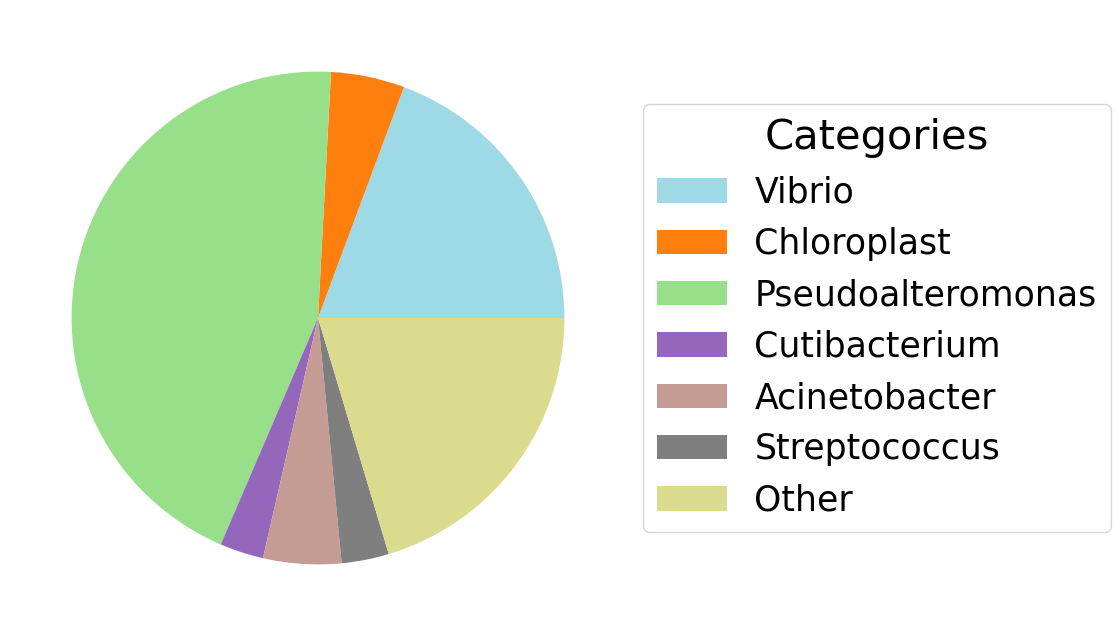 Categories
Vibrio
Chloroplast
Pseudoalteromonas
Cutibacterium
Acinetobacter
Streptococcus
Other